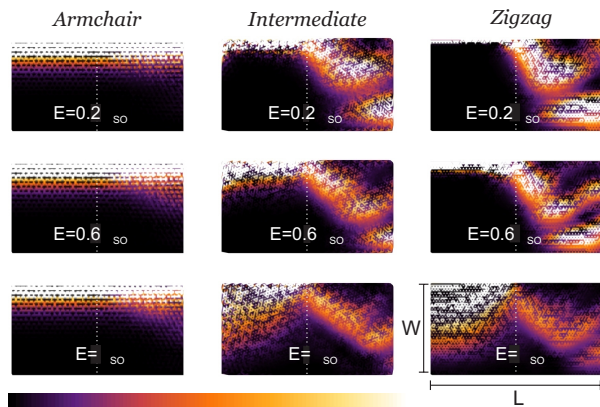 Armchair Intermediate Zigzag
E=0.2 SO E=0.2 SO E=0.2 SO
E=0.6 SO E=0.6 SO E=0.6 SO
E= SO E= SO E= SO
W
L